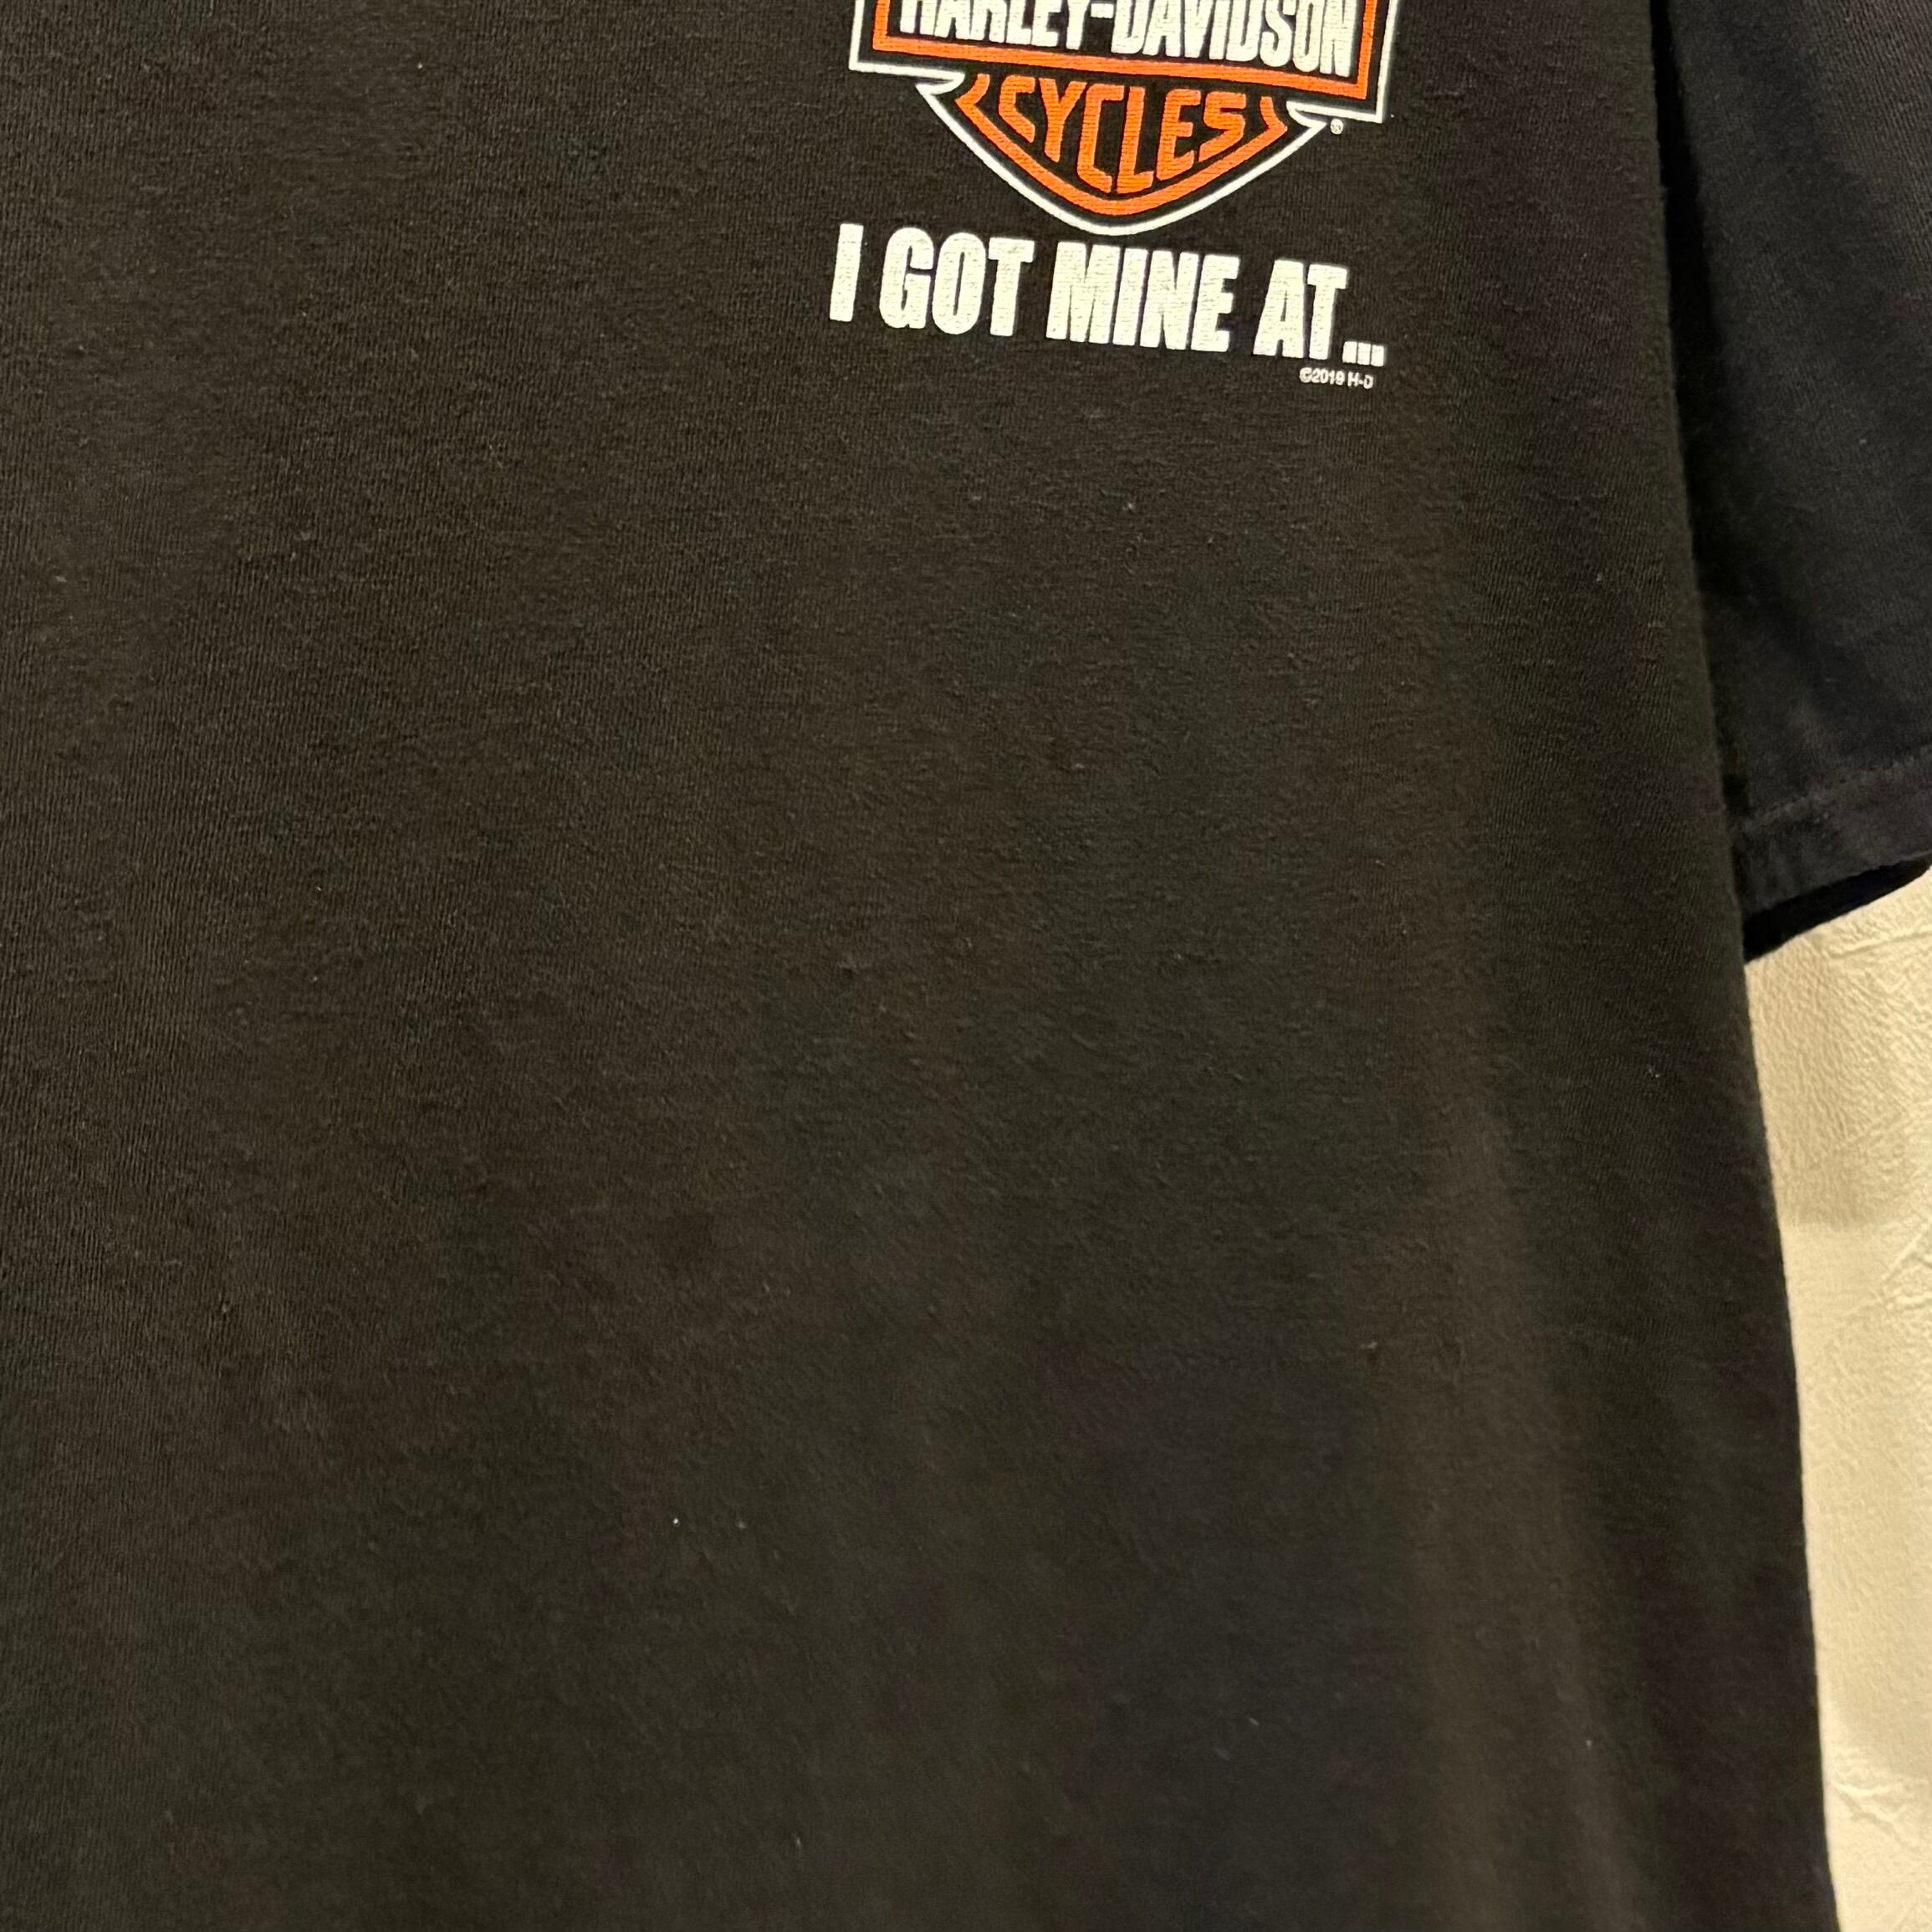 HARLEY-DAVIDSON
CYCLES
®
I GOT MINE AT...
©2019 H-D